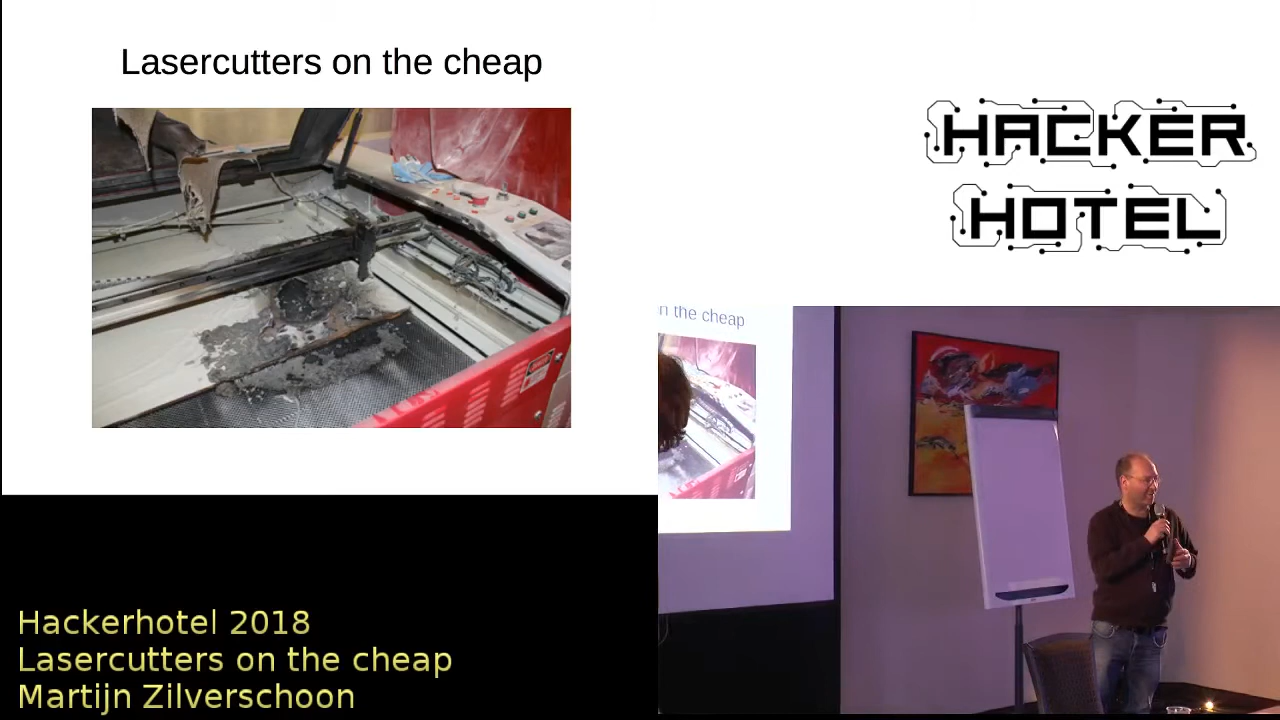 Lasercutters on the cheap
HACKER
HOTEL
n the cheap
Hackerhotel 2018
Lasercutters on the cheap
Martijn Zilverschoon